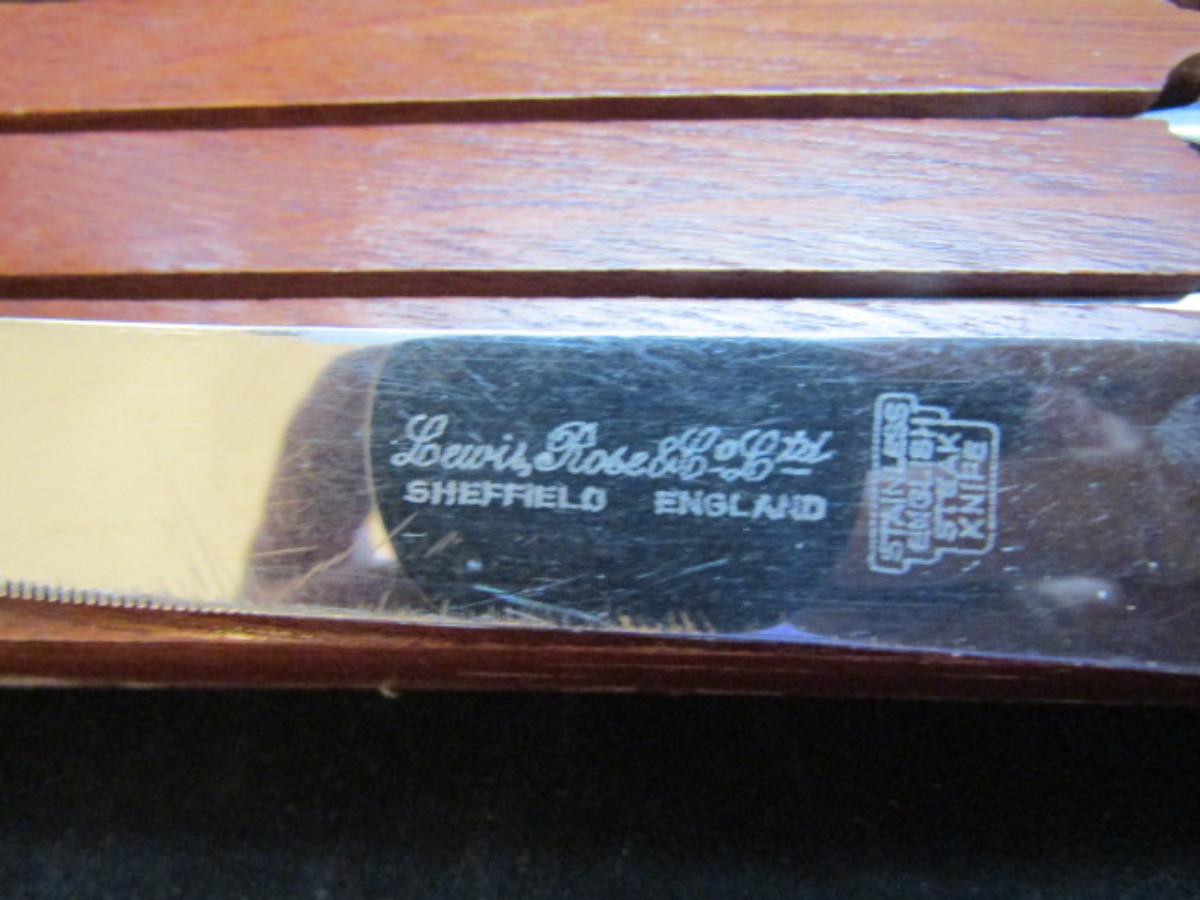 Lewis, Rose & Co Ltd
SHEFFIELD ENGLAND
STAINLESS
ENGLISH
STEAK
KNIFE